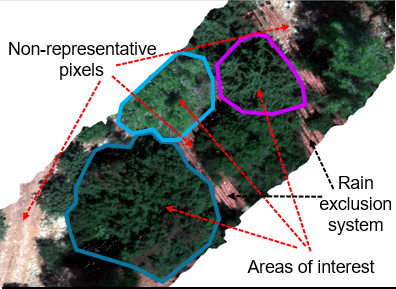 Non-representative
pixels
Rain
exclusion
system
Areas of interest